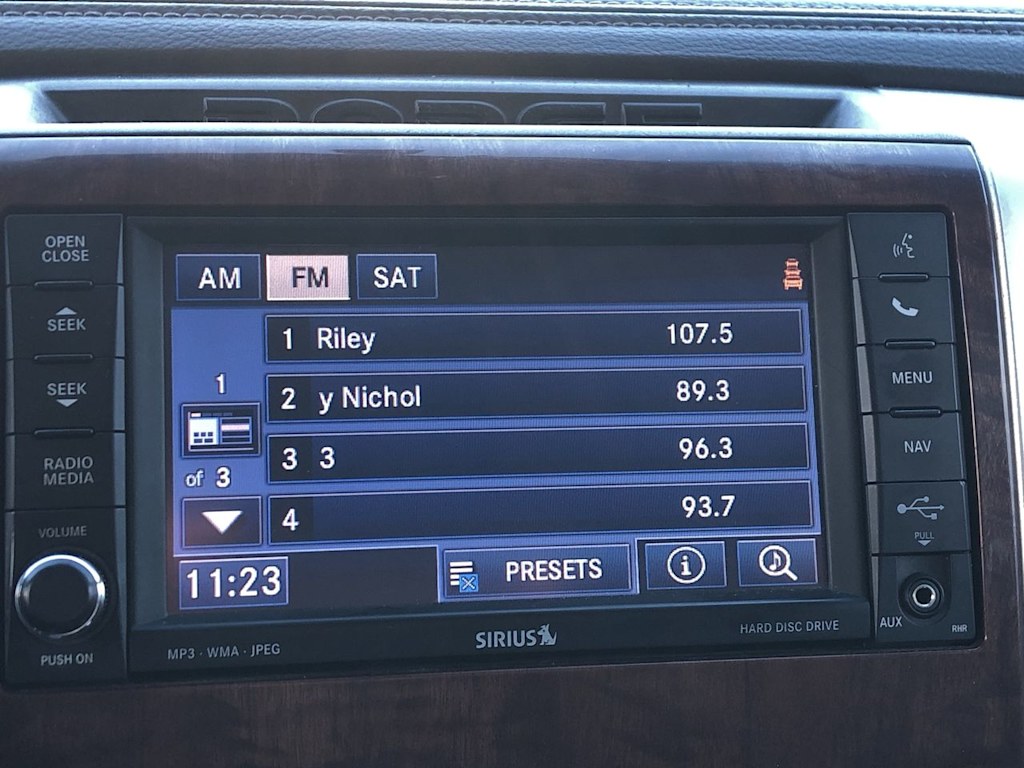 DODGE
OPEN
CLOSE
SEEK
SEEK
RADIO
MEDIA
VOLUME
PUSH ON
AM FM SAT
1 Riley 107.5
2 y Nichol 89.3
3 3 96.3
4 93.7
1
of 3
11:23 PRESETS
MP3 · WMA · JPEG
SIRIUS
HARD DISC DRIVE
MENU
NAV
PULL
AUX
RHR